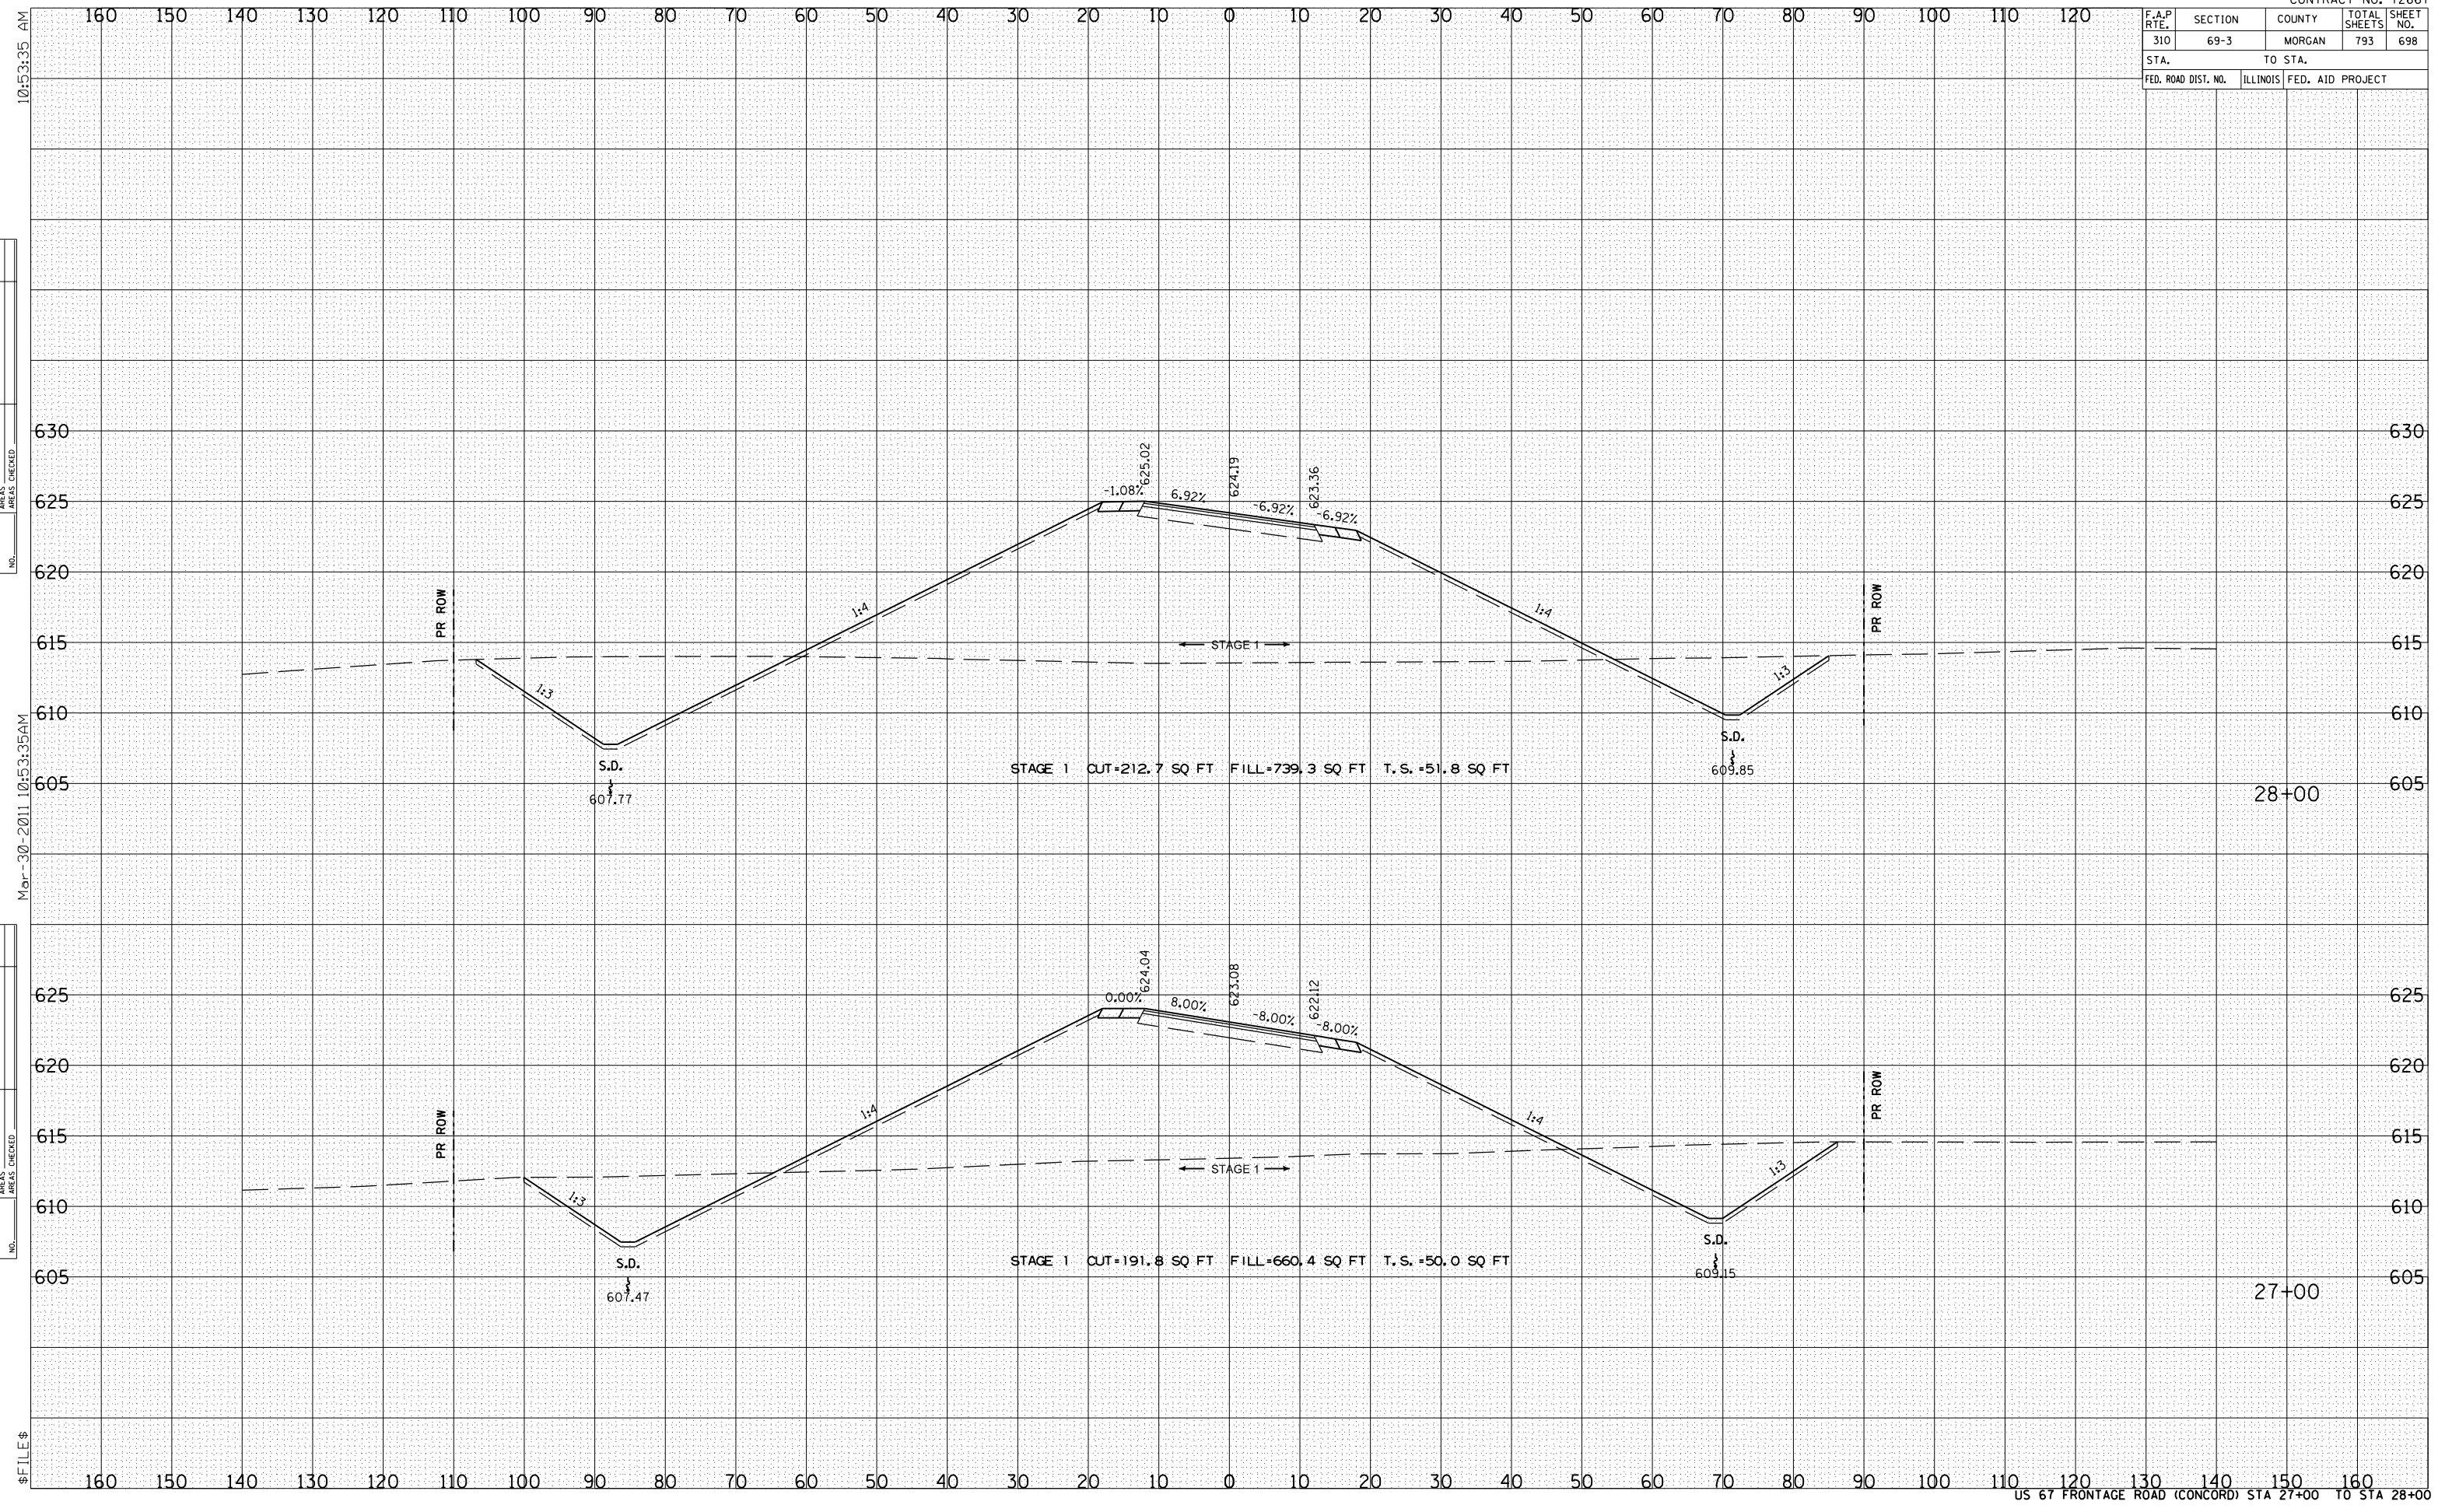 10:53:35 AM
160 150 140 130 120 110 100 90 80 70 60 50 40 30 20 10 0 10 20 30 40 50 60 70 80 90 100 110 120
F.A.P RTE. SECTION COUNTY TOTAL SHEETS SHEET NO.
310 69-3 MORGAN 793 698
STA. TO STA.
FED. ROAD DIST. NO. ILLINOIS FED. AID PROJECT
AREAS
AREAS CHECKED
NO.
630 630
625 625
620 620
615 615
610 610
605 605
625.02
624.19
623.36
-1.08% 6.92% -6.92% -6.92%
PR ROW
PR ROW
1:4
1:4
1:3
1:3
STAGE 1
S.D.
607.77
S.D.
609.85
STAGE 1 CUT=212.7 SQ FT FILL=739.3 SQ FT T.S.=51.8 SQ FT
28+00
Mar-30-2011 10:53:35AM
AREAS
AREAS CHECKED
NO.
625 625
620 620
615 615
610 610
605 605
624.04
623.08
622.12
0.00% 8.00% -8.00% -8.00%
PR ROW
PR ROW
1:4
1:4
1:3
1:3
STAGE 1
S.D.
607.47
S.D.
609.15
STAGE 1 CUT=191.8 SQ FT FILL=660.4 SQ FT T.S.=50.0 SQ FT
27+00
$FILE$
160 150 140 130 120 110 100 90 80 70 60 50 40 30 20 10 0 10 20 30 40 50 60 70 80 90 100 110 120 130 140 150 160
US 67 FRONTAGE ROAD (CONCORD) STA 27+00 TO STA 28+00